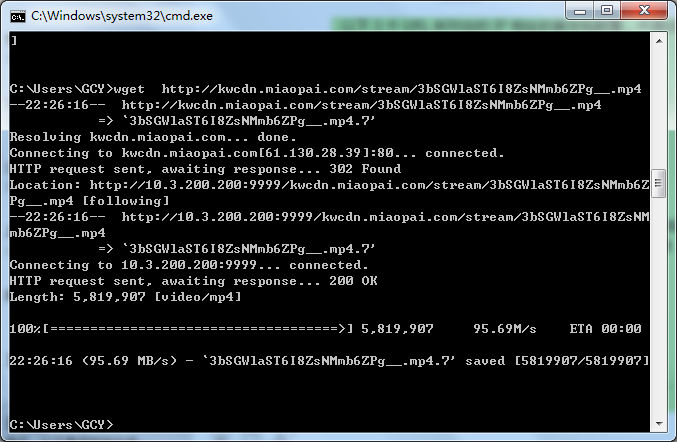 C:\Windows\system32\cmd.exe
]
C:\Users\GCY>wget  http://kwcdn.miaopai.com/stream/3bSGWlaST6I8ZsNMmb6ZPg__.mp4
--22:26:16--  http://kwcdn.miaopai.com/stream/3bSGWlaST6I8ZsNMmb6ZPg__.mp4
=> `3bSGWlaST6I8ZsNMmb6ZPg__.mp4.7'
Resolving kwcdn.miaopai.com... done.
Connecting to kwcdn.miaopai.com[61.130.28.39]:80... connected.
HTTP request sent, awaiting response... 302 Found
Location: http://10.3.200.200:9999/kwcdn.miaopai.com/stream/3bSGWlaST6I8ZsNMmb6Z
Pg__.mp4 [following]
--22:26:16--  http://10.3.200.200:9999/kwcdn.miaopai.com/stream/3bSGWlaST6I8ZsNM
mb6ZPg__.mp4
=> `3bSGWlaST6I8ZsNMmb6ZPg__.mp4.7'
Connecting to 10.3.200.200:9999... connected.
HTTP request sent, awaiting response... 200 OK
Length: 5,819,907 [video/mp4]
100%[====================================>] 5,819,907     95.69M/s    ETA 00:00
22:26:16 (95.69 MB/s) - `3bSGWlaST6I8ZsNMmb6ZPg__.mp4.7' saved [5819907/5819907]
C:\Users\GCY>